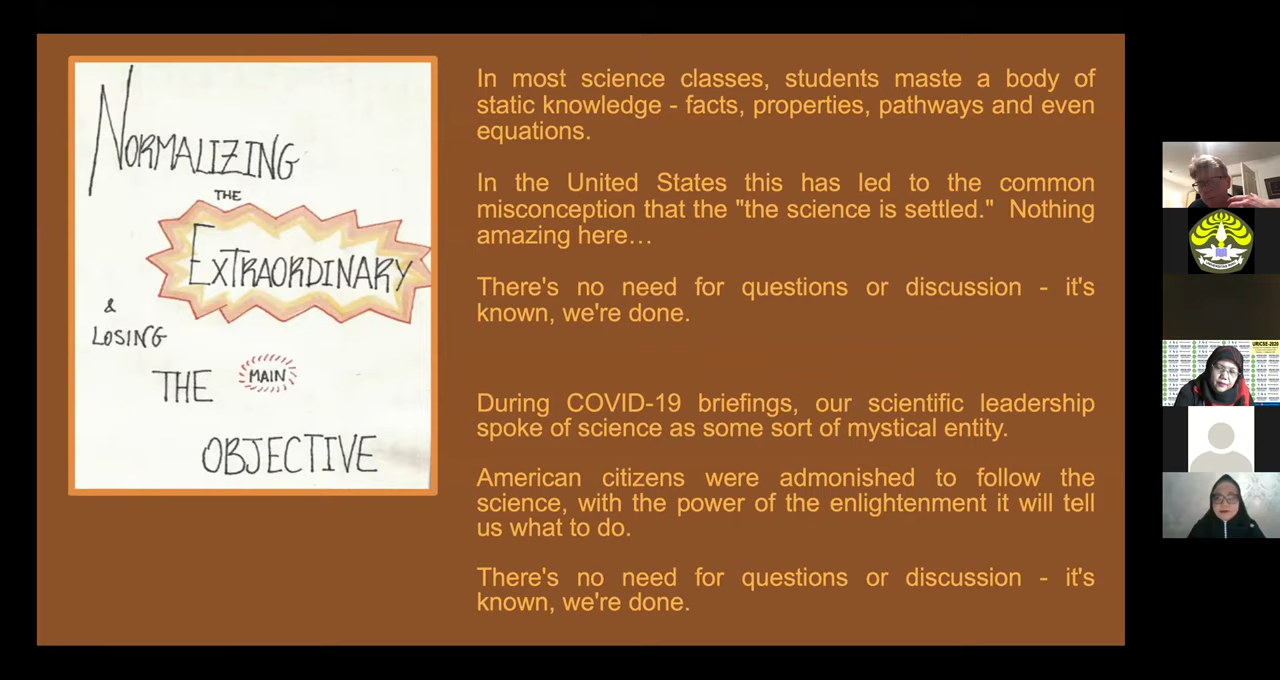 NORMALIZING
THE
EXTRAORDINARY
&
LOSING
THE MAIN
OBJECTIVE
In most science classes, students maste a body of
static knowledge - facts, properties, pathways and even
equations.
In the United States this has led to the common
misconception that the "the science is settled." Nothing
amazing here…
There's no need for questions or discussion - it's
known, we're done.
During COVID-19 briefings, our scientific leadership
spoke of science as some sort of mystical entity.
American citizens were admonished to follow the
science, with the power of the enlightenment it will tell
us what to do.
There's no need for questions or discussion - it's
known, we're done.
URICSE-2020